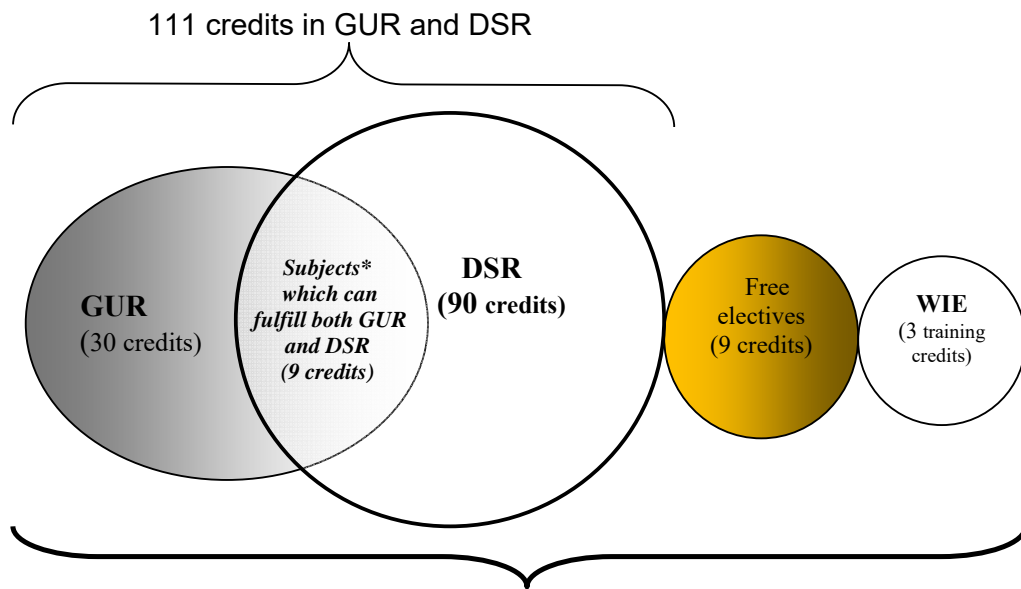 111 credits in GUR and DSR
GUR
(30 credits)
Subjects*
which can
fulfill both GUR
and DSR
(9 credits)
DSR
(90 credits)
Free
electives
(9 credits)
WIE
(3 training
credits)